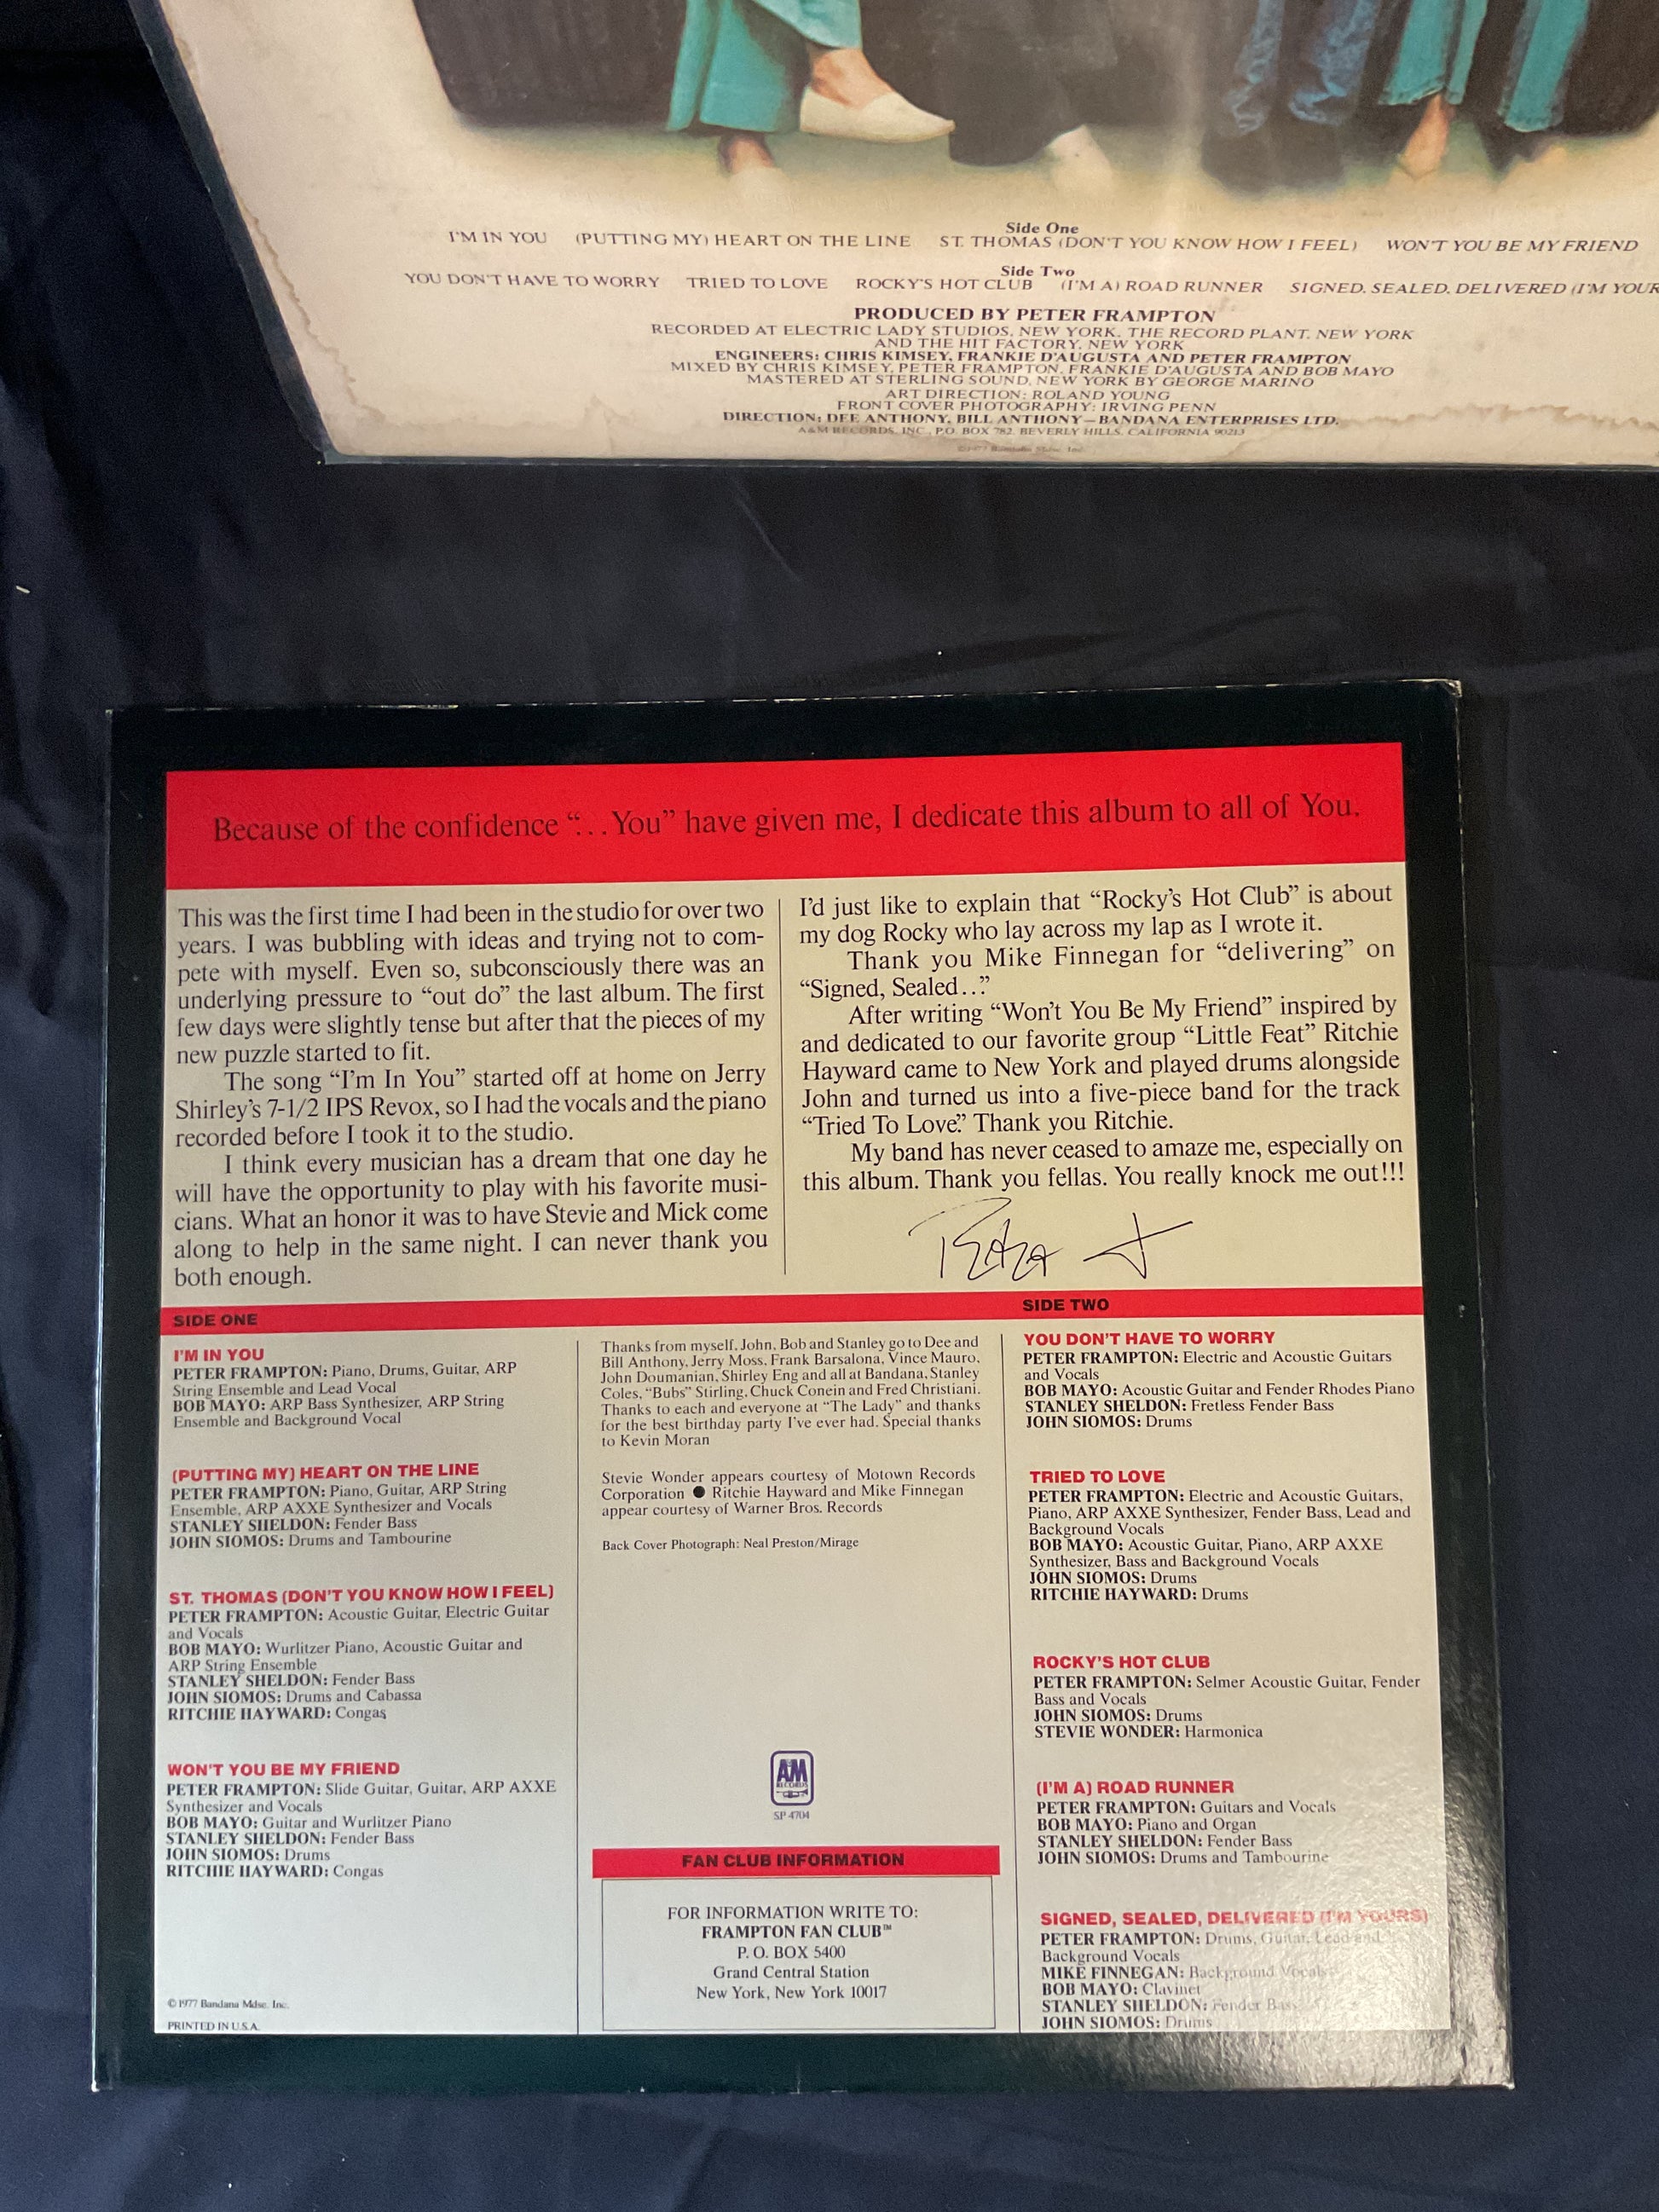 Side One
I'M IN YOU (PUTTING MY) HEART ON THE LINE ST. THOMAS (DON'T YOU KNOW HOW I FEEL) WON'T YOU BE MY FRIEND
Side Two
YOU DON'T HAVE TO WORRY TRIED TO LOVE ROCKY'S HOT CLUB (I'M A) ROAD RUNNER SIGNED, SEALED, DELIVERED (I'M YOUR
PRODUCED BY PETER FRAMPTON
RECORDED AT ELECTRIC LADY STUDIOS, NEW YORK, THE RECORD PLANT, NEW YORK
AND THE HIT FACTORY, NEW YORK
ENGINEERS: CHRIS KIMSEY, FRANKIE D'AUGUSTA AND PETER FRAMPTON
MIXED BY CHRIS KIMSEY, PETER FRAMPTON, FRANKIE D'AUGUSTA AND BOB MAYO
MASTERED AT STERLING SOUND, NEW YORK BY GEORGE MARINO
ART DIRECTION: ROLAND YOUNG
FRONT COVER PHOTOGRAPHY: IRVING PENN
DIRECTION: DEE ANTHONY, BILL ANTHONY—BANDANA ENTERPRISES LTD.
A&M RECORDS, INC., P.O. BOX 782, BEVERLY HILLS, CALIFORNIA 90213
©1977 Bandana Mdse. Inc.
Because of the confidence “...You” have given me, I dedicate this album to all of You.
This was the first time I had been in the studio for over two
years. I was bubbling with ideas and trying not to com-
pete with myself. Even so, subconsciously there was an
underlying pressure to “out do” the last album. The first
few days were slightly tense but after that the pieces of my
new puzzle started to fit.
The song “I'm In You” started off at home on Jerry
Shirley's 7-1/2 IPS Revox, so I had the vocals and the piano
recorded before I took it to the studio.
I think every musician has a dream that one day he
will have the opportunity to play with his favorite musi-
cians. What an honor it was to have Stevie and Mick come
along to help in the same night. I can never thank you
both enough.
I'd just like to explain that “Rocky's Hot Club” is about
my dog Rocky who lay across my lap as I wrote it.
Thank you Mike Finnegan for “delivering” on
“Signed, Sealed...”
After writing “Won't You Be My Friend” inspired by
and dedicated to our favorite group “Little Feat” Ritchie
Hayward came to New York and played drums alongside
John and turned us into a five-piece band for the track
“Tried To Love.” Thank you Ritchie.
My band has never ceased to amaze me, especially on
this album. Thank you fellas. You really knock me out!!!
Peter
SIDE ONE
I'M IN YOU
PETER FRAMPTON: Piano, Drums, Guitar, ARP
String Ensemble and Lead Vocal
BOB MAYO: ARP Bass Synthesizer, ARP String
Ensemble and Background Vocal
(PUTTING MY) HEART ON THE LINE
PETER FRAMPTON: Piano, Guitar, ARP String
Ensemble, ARP AXXE Synthesizer and Vocals
STANLEY SHELDON: Fender Bass
JOHN SIOMOS: Drums and Tambourine
ST. THOMAS (DON'T YOU KNOW HOW I FEEL)
PETER FRAMPTON: Acoustic Guitar, Electric Guitar
and Vocals
BOB MAYO: Wurlitzer Piano, Acoustic Guitar and
ARP String Ensemble
STANLEY SHELDON: Fender Bass
JOHN SIOMOS: Drums and Cabassa
RITCHIE HAYWARD: Congas
WON'T YOU BE MY FRIEND
PETER FRAMPTON: Slide Guitar, Guitar, ARP AXXE
Synthesizer and Vocals
BOB MAYO: Guitar and Wurlitzer Piano
STANLEY SHELDON: Fender Bass
JOHN SIOMOS: Drums
RITCHIE HAYWARD: Congas
© 1977 Bandana Mdse. Inc.
PRINTED IN U.S.A.
Thanks from myself, John, Bob and Stanley go to Dee and
Bill Anthony, Jerry Moss, Frank Barsalona, Vince Mauro,
John Doumanian, Shirley Eng and all at Bandana, Stanley
Coles, “Bubs” Stirling, Chuck Conein and Fred Christiani.
Thanks to each and everyone at “The Lady” and thanks
for the best birthday party I've ever had. Special thanks
to Kevin Moran
Stevie Wonder appears courtesy of Motown Records
Corporation ● Ritchie Hayward and Mike Finnegan
appear courtesy of Warner Bros. Records
Back Cover Photograph: Neal Preston/Mirage
AM
RECORDS
SP 4704
FAN CLUB INFORMATION
FOR INFORMATION WRITE TO:
FRAMPTON FAN CLUB™
P. O. BOX 5400
Grand Central Station
New York, New York 10017
SIDE TWO
YOU DON'T HAVE TO WORRY
PETER FRAMPTON: Electric and Acoustic Guitars
and Vocals
BOB MAYO: Acoustic Guitar and Fender Rhodes Piano
STANLEY SHELDON: Fretless Fender Bass
JOHN SIOMOS: Drums
TRIED TO LOVE
PETER FRAMPTON: Electric and Acoustic Guitars,
Piano, ARP AXXE Synthesizer, Fender Bass, Lead and
Background Vocals
BOB MAYO: Acoustic Guitar, Piano, ARP AXXE
Synthesizer, Bass and Background Vocals
JOHN SIOMOS: Drums
RITCHIE HAYWARD: Drums
ROCKY'S HOT CLUB
PETER FRAMPTON: Selmer Acoustic Guitar, Fender
Bass and Vocals
JOHN SIOMOS: Drums
STEVIE WONDER: Harmonica
(I'M A) ROAD RUNNER
PETER FRAMPTON: Guitars and Vocals
BOB MAYO: Piano and Organ
STANLEY SHELDON: Fender Bass
JOHN SIOMOS: Drums and Tambourine
SIGNED, SEALED, DELIVERED (I'M YOURS)
PETER FRAMPTON: Drums, Guitar, Lead and
Background Vocals
MIKE FINNEGAN: Background Vocals
BOB MAYO: Clavinet
STANLEY SHELDON: Fender Bass
JOHN SIOMOS: Drums